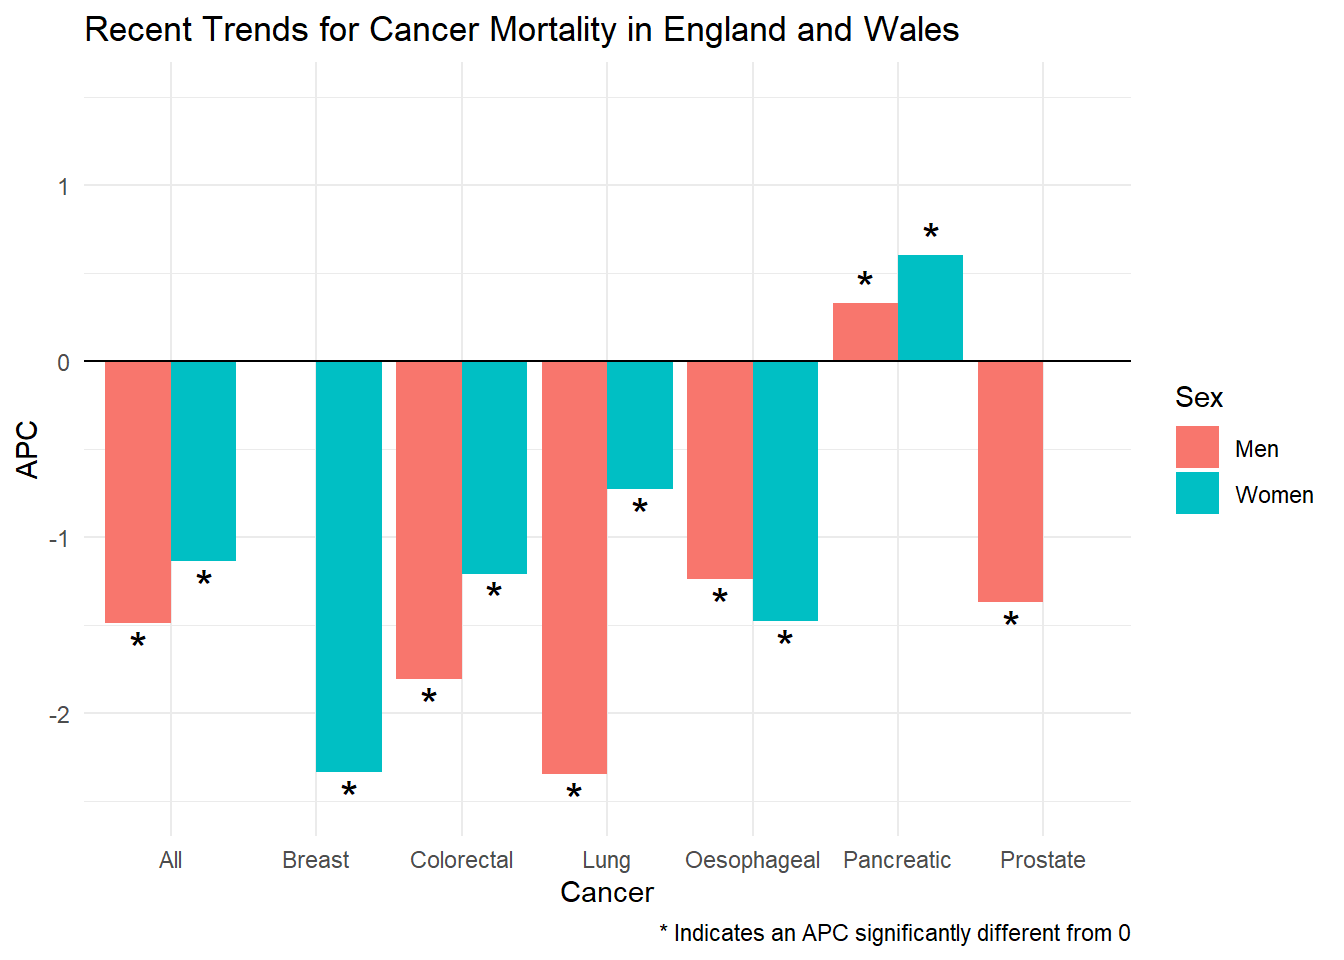 Recent Trends for Cancer Mortality in England and Wales
1
0
-1
-2
APC
*
*
*
*
*
*
*
*
*
*
*
*
All
Breast
Colorectal
Lung
Oesophageal
Pancreatic
Prostate
Cancer
* Indicates an APC significantly different from 0
Sex
Men
Women